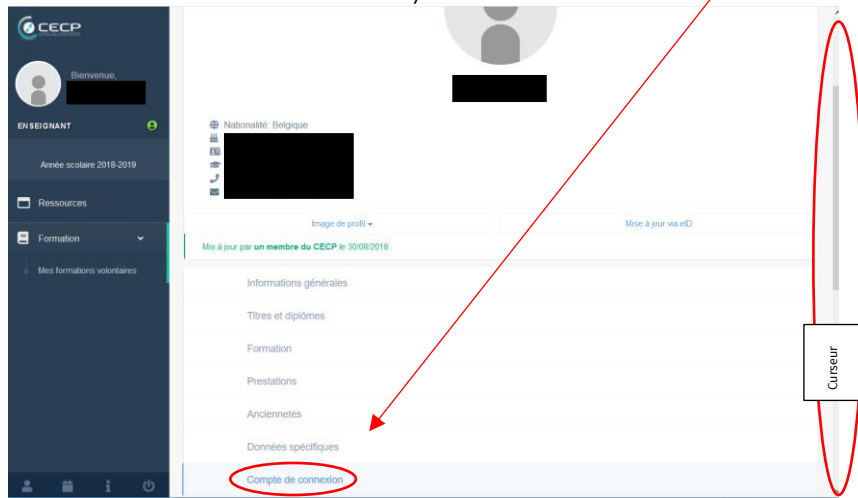 CECP
Bienvenue,
ENSEIGNANT
Année scolaire 2018-2019
Ressources
Formation
Mes formations volontaires
Nationalité: Belgique
Image de profil
Mise à jour via eID
Mis à jour par un membre du CECP le 30/08/2018
Informations générales
Titres et diplômes
Formation
Prestations
Anciennetés
Données spécifiques
Compte de connexion
Curseur